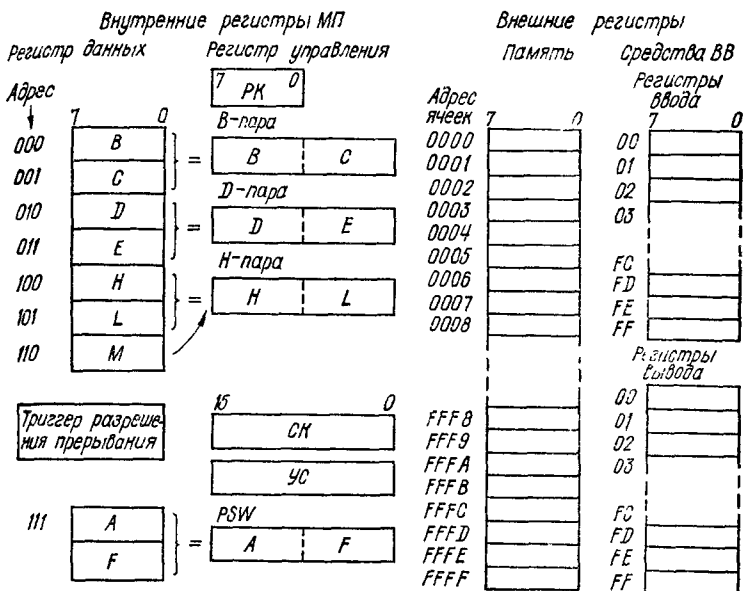 Внутренние регистры МП
Регистр данных
Регистр управления
Адрес
7 0
000 B
001 C
010 D
011 E
100 H
101 L
110 M
7 РК 0
B-пара
= B C
D-пара
= D E
H-пара
= H L
Триггер разреше-
ния прерывания
15 0
СК
УС
111 A
F
PSW
= A F
Внешние регистры
Память
Адрес
ячеек
7 0
0000
0001
0002
0003
0004
0005
0006
0007
0008
FFF8
FFF9
FFFA
FFFB
FFFC
FFFD
FFFE
FFFF
Средства ВВ
Регистры
ввода
7 0
00
01
02
03
FC
FD
FE
FF
Регистры
вывода
00
01
02
03
FC
FD
FE
FF